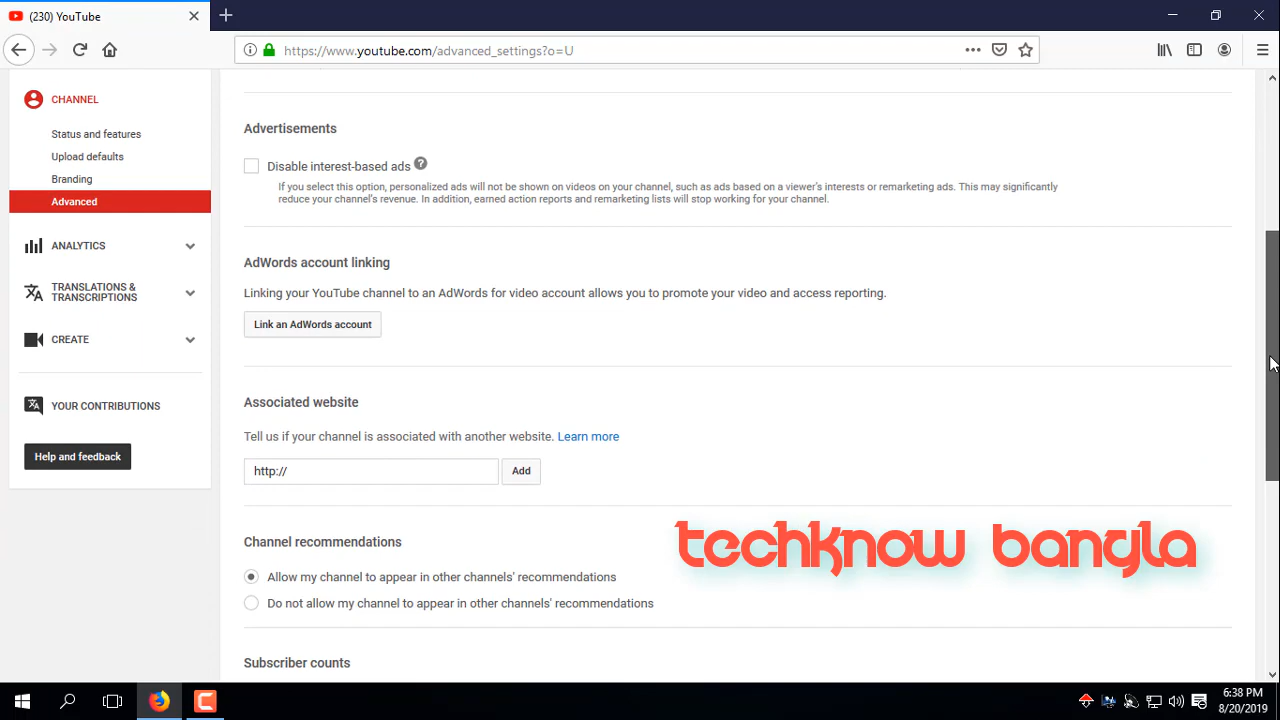 (230) YouTube
https://www.youtube.com/advanced_settings?o=U
CHANNEL
Status and features
Upload defaults
Branding
Advanced
ANALYTICS
TRANSLATIONS &
TRANSCRIPTIONS
CREATE
YOUR CONTRIBUTIONS
Help and feedback
Advertisements
Disable interest-based ads ?
If you select this option, personalized ads will not be shown on videos on your channel, such as ads based on a viewer's interests or remarketing ads. This may significantly
reduce your channel's revenue. In addition, earned action reports and remarketing lists will stop working for your channel.
AdWords account linking
Linking your YouTube channel to an AdWords for video account allows you to promote your video and access reporting.
Link an AdWords account
Associated website
Tell us if your channel is associated with another website. Learn more
http://
Add
Channel recommendations
Allow my channel to appear in other channels' recommendations
Do not allow my channel to appear in other channels' recommendations
Subscriber counts
techknow bangla
6:38 PM
8/20/2019